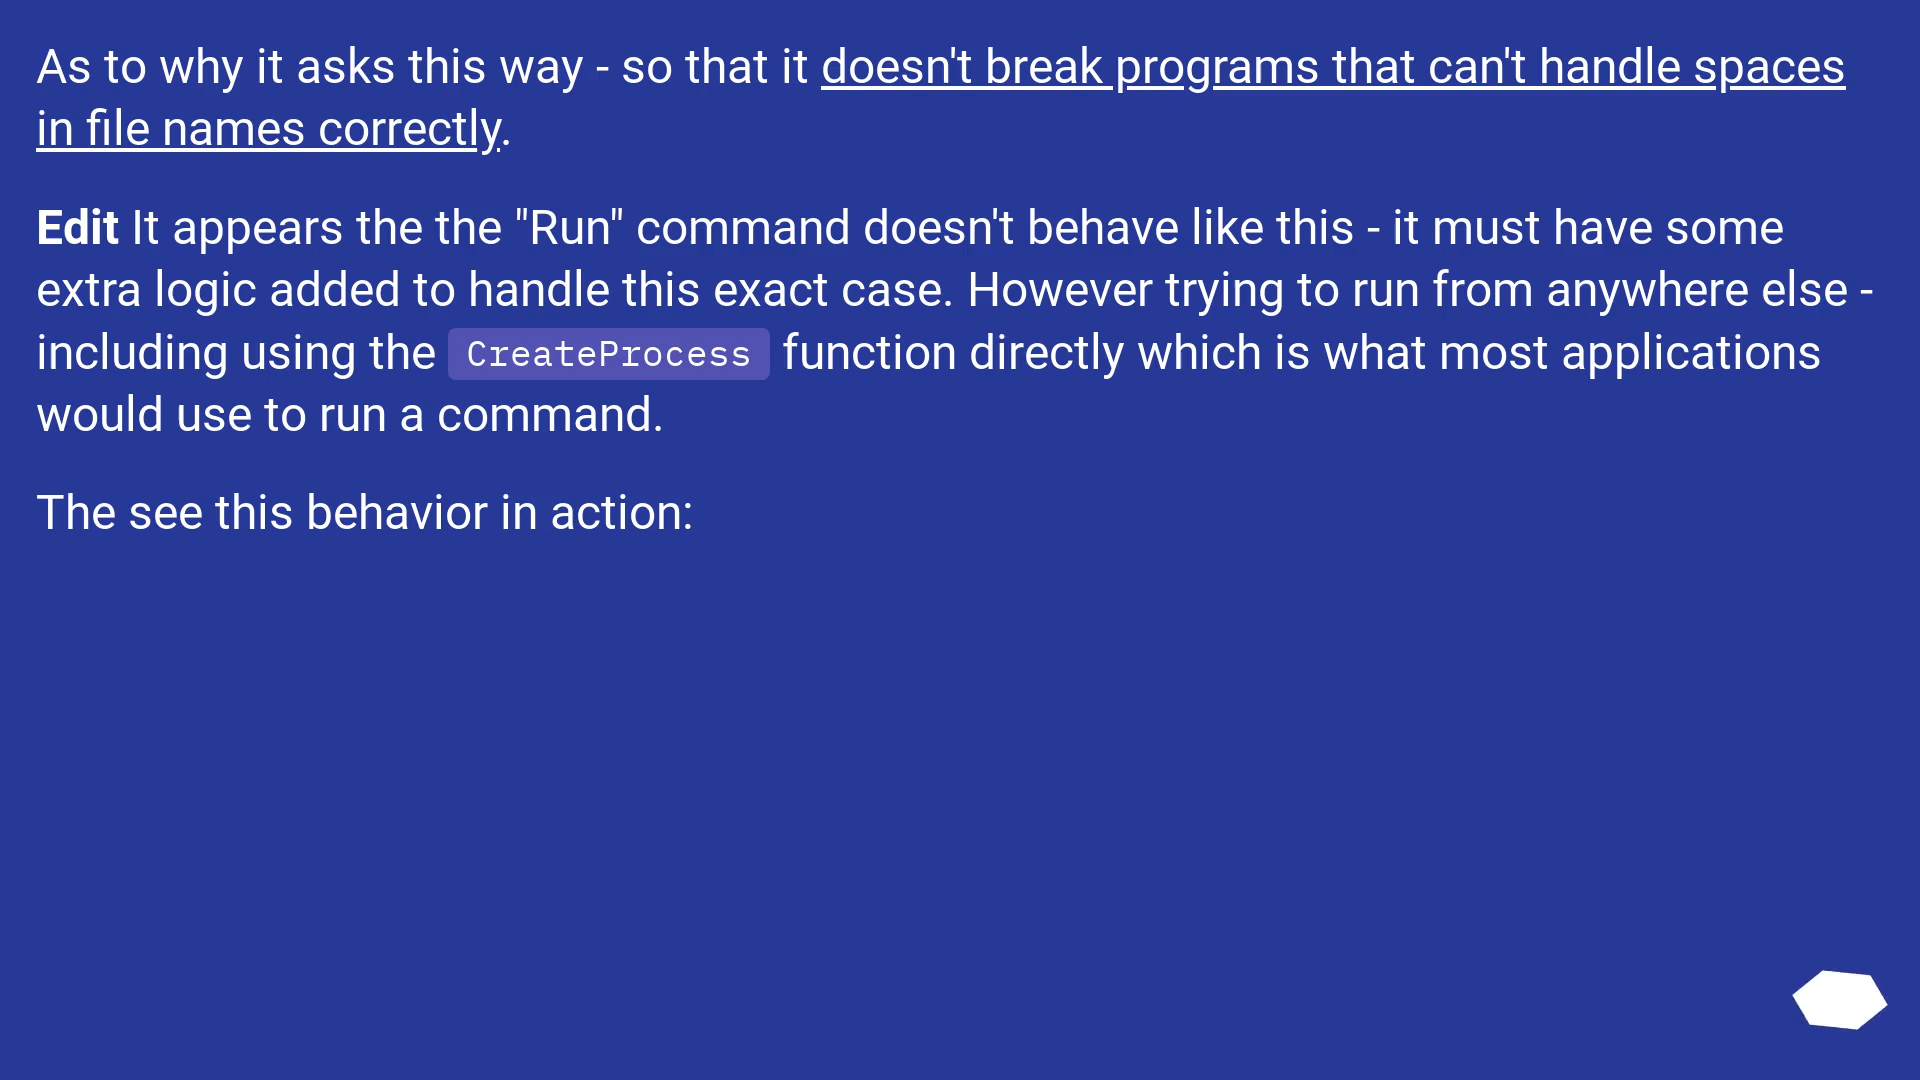 As to why it asks this way - so that it doesn't break programs that can't handle spaces
in file names correctly.
Edit It appears the the "Run" command doesn't behave like this - it must have some
extra logic added to handle this exact case. However trying to run from anywhere else -
including using the CreateProcess function directly which is what most applications
would use to run a command.
The see this behavior in action: